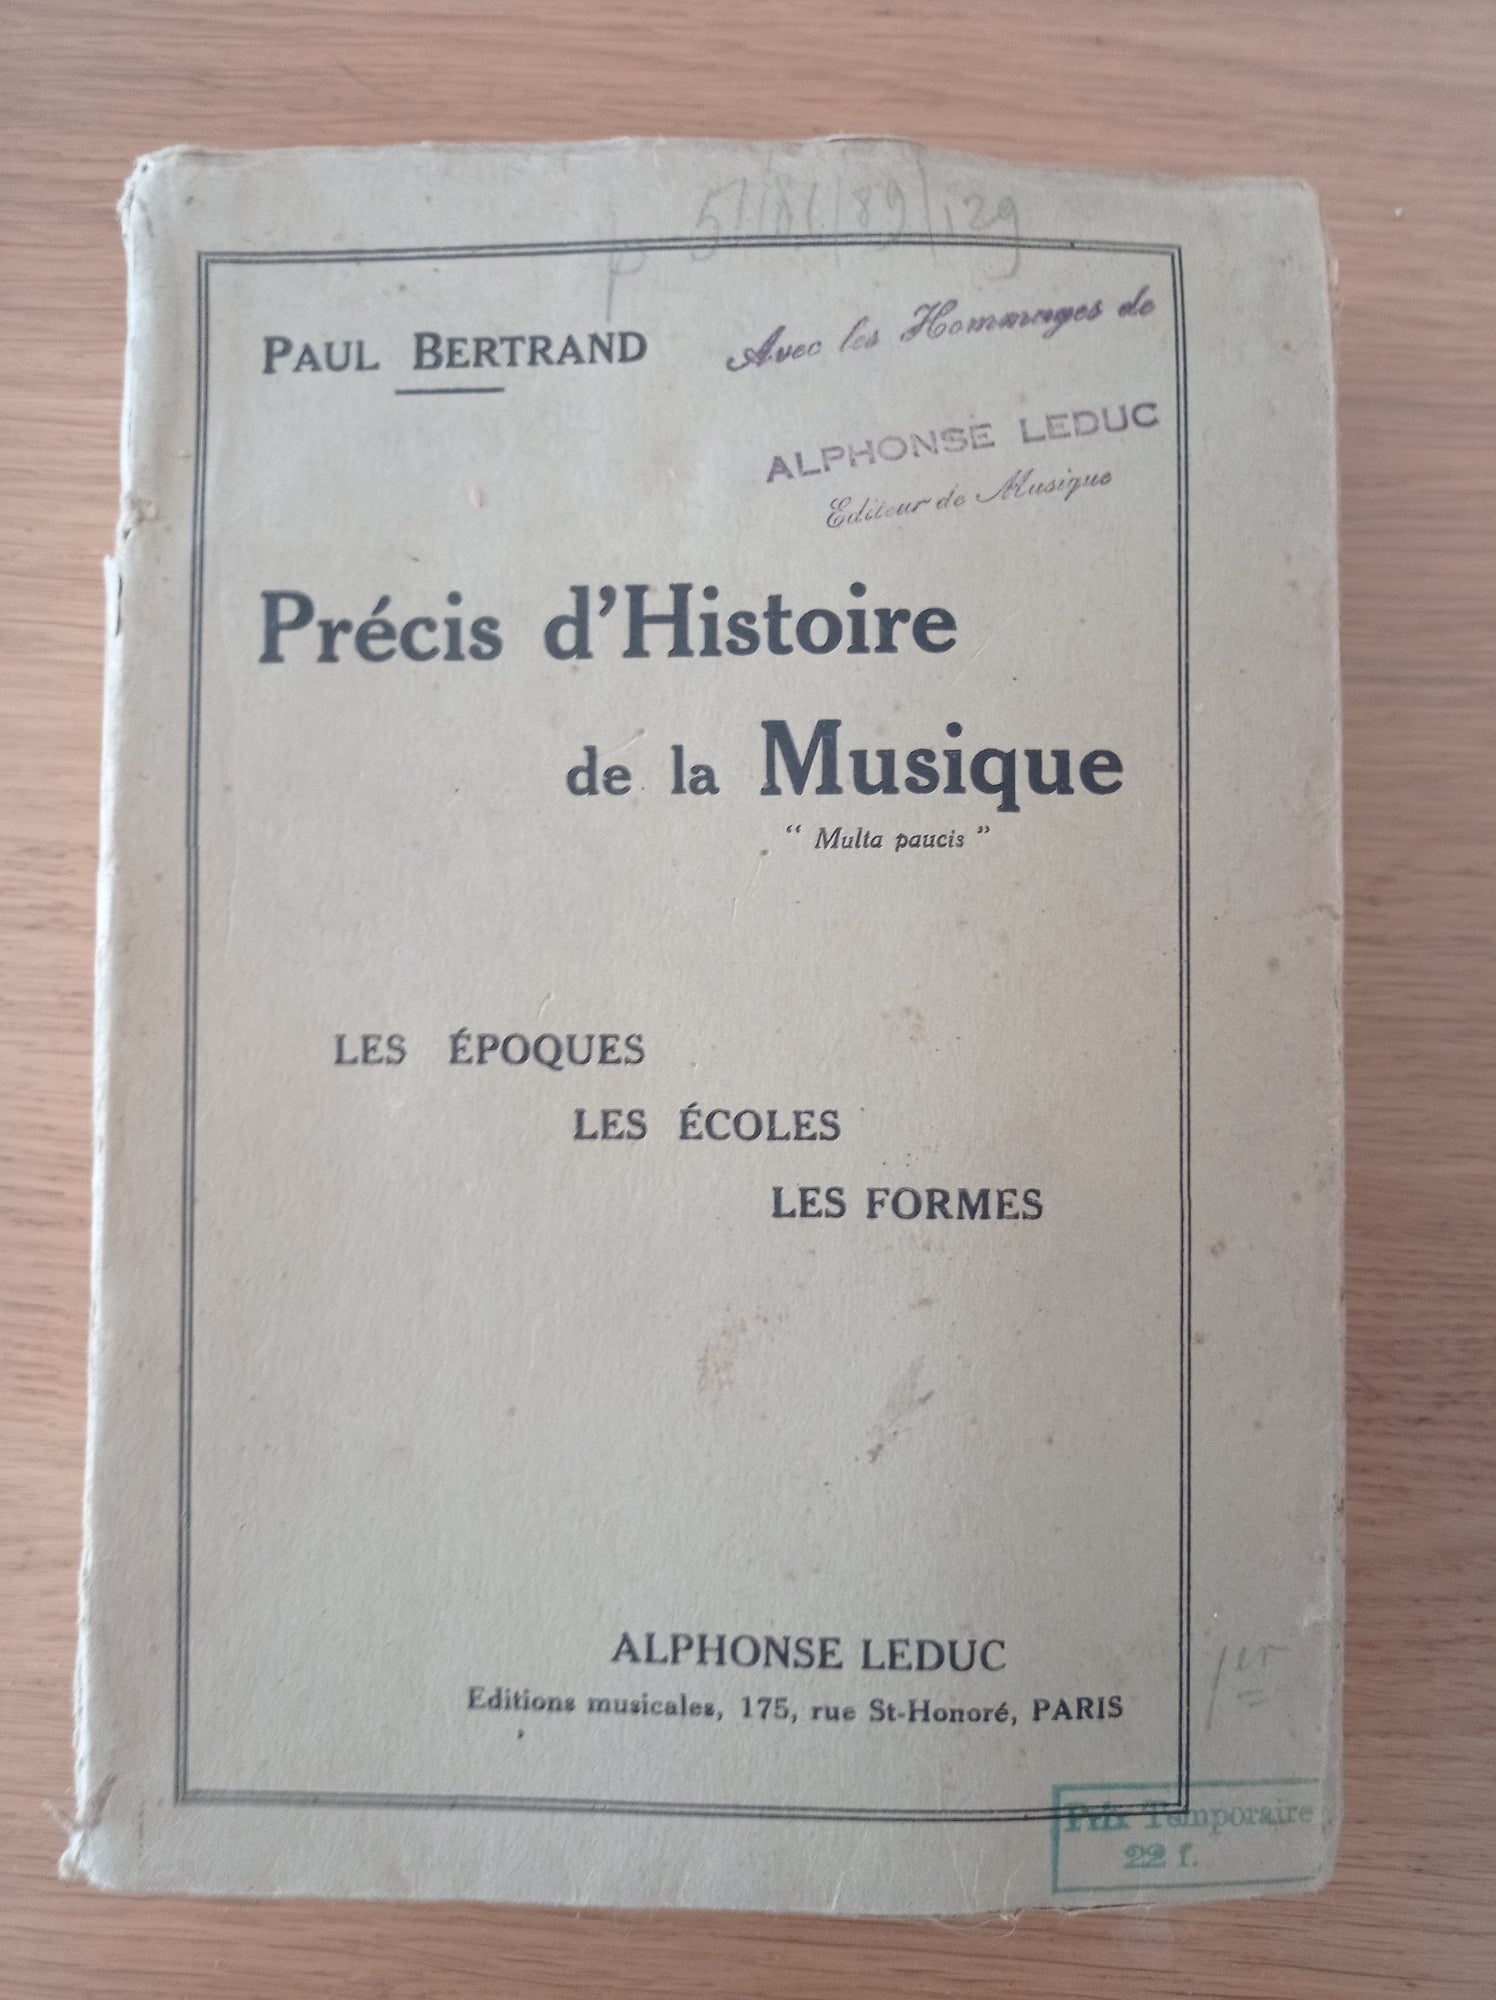 PAUL BERTRAND
Avec les Hommages de
ALPHONSE LEDUC
Editeur de Musique
Précis d'Histoire
de la Musique
“ Multa paucis ”
LES ÉPOQUES
LES ÉCOLES
LES FORMES
ALPHONSE LEDUC
Editions musicales, 175, rue St-Honoré, PARIS
1er
Prix Temporaire
22 f.